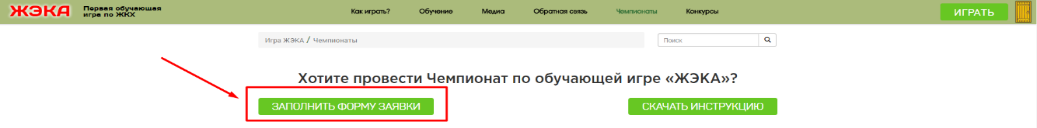 ЖЭКА Первая обучающая игре по ЖКХ Как играть? Обучение Медиа Обратная связь Чемпионаты Конкурсы ИГРАТЬ
Игра ЖЭКА / Чемпионаты Поиск
Хотите провести Чемпионат по обучающей игре «ЖЭКА»?
ЗАПОЛНИТЬ ФОРМУ ЗАЯВКИ СКАЧАТЬ ИНСТРУКЦИЮ